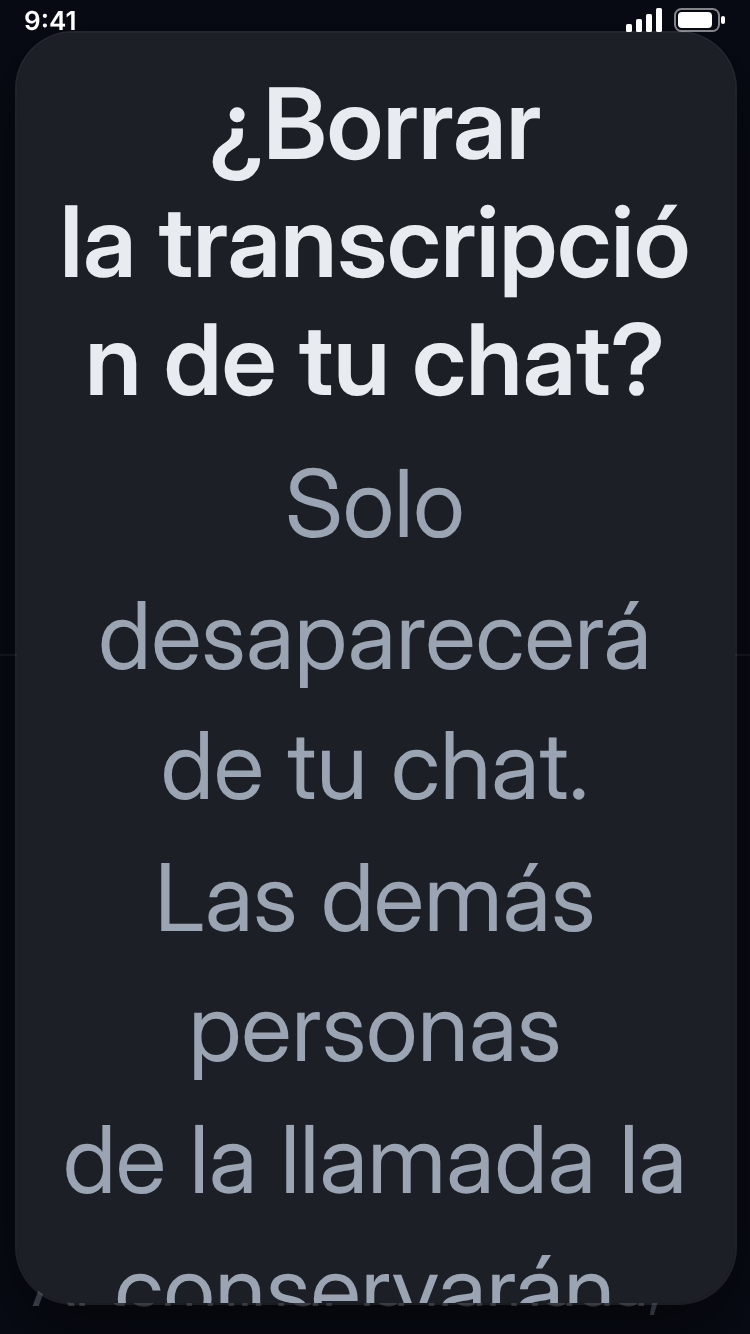 9:41
¿Borrar
la transcripció
n de tu chat?
Solo
desaparecerá
de tu chat.
Las demás
personas
de la llamada la
conservarán